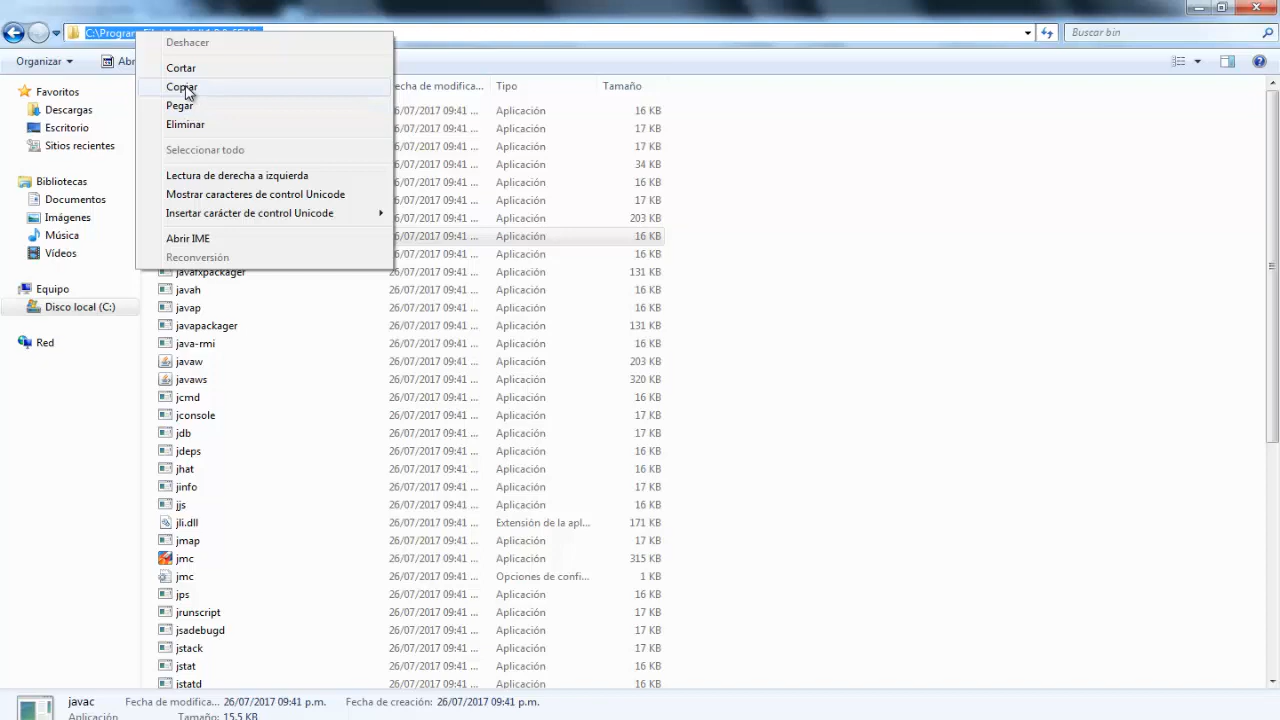 C:\Program
Buscar bin
Organizar
Abr
Deshacer
Cortar
Copiar
Pegar
Eliminar
Seleccionar todo
Lectura de derecha a izquierda
Mostrar caracteres de control Unicode
Insertar carácter de control Unicode
Abrir IME
Reconversión
Favoritos
Descargas
Escritorio
Sitios recientes
Bibliotecas
Documentos
Imágenes
Música
Vídeos
Equipo
Disco local (C:)
Red
echa de modifica... Tipo Tamaño
6/07/2017 09:41 ... Aplicación 16 KB
6/07/2017 09:41 ... Aplicación 17 KB
6/07/2017 09:41 ... Aplicación 17 KB
6/07/2017 09:41 ... Aplicación 34 KB
6/07/2017 09:41 ... Aplicación 16 KB
6/07/2017 09:41 ... Aplicación 17 KB
6/07/2017 09:41 ... Aplicación 203 KB
6/07/2017 09:41 ... Aplicación 16 KB
6/07/2017 09:41 ... Aplicación 16 KB
javafxpackager 26/07/2017 09:41 ... Aplicación 131 KB
javah 26/07/2017 09:41 ... Aplicación 16 KB
javap 26/07/2017 09:41 ... Aplicación 16 KB
javapackager 26/07/2017 09:41 ... Aplicación 131 KB
java-rmi 26/07/2017 09:41 ... Aplicación 16 KB
javaw 26/07/2017 09:41 ... Aplicación 203 KB
javaws 26/07/2017 09:41 ... Aplicación 320 KB
jcmd 26/07/2017 09:41 ... Aplicación 16 KB
jconsole 26/07/2017 09:41 ... Aplicación 17 KB
jdb 26/07/2017 09:41 ... Aplicación 17 KB
jdeps 26/07/2017 09:41 ... Aplicación 16 KB
jhat 26/07/2017 09:41 ... Aplicación 16 KB
jinfo 26/07/2017 09:41 ... Aplicación 17 KB
jjs 26/07/2017 09:41 ... Aplicación 16 KB
jli.dll 26/07/2017 09:41 ... Extensión de la apl... 171 KB
jmap 26/07/2017 09:41 ... Aplicación 17 KB
jmc 26/07/2017 09:41 ... Aplicación 315 KB
jmc 26/07/2017 09:41 ... Opciones de confi... 1 KB
jps 26/07/2017 09:41 ... Aplicación 16 KB
jrunscript 26/07/2017 09:41 ... Aplicación 17 KB
jsadebugd 26/07/2017 09:41 ... Aplicación 17 KB
jstack 26/07/2017 09:41 ... Aplicación 17 KB
jstat 26/07/2017 09:41 ... Aplicación 16 KB
jstatd 26/07/2017 09:41 ... Aplicación 17 KB
javac Fecha de modifica... 26/07/2017 09:41 p.m. Fecha de creación: 26/07/2017 09:41 p.m.
Aplicación Tamaño: 15.5 KB